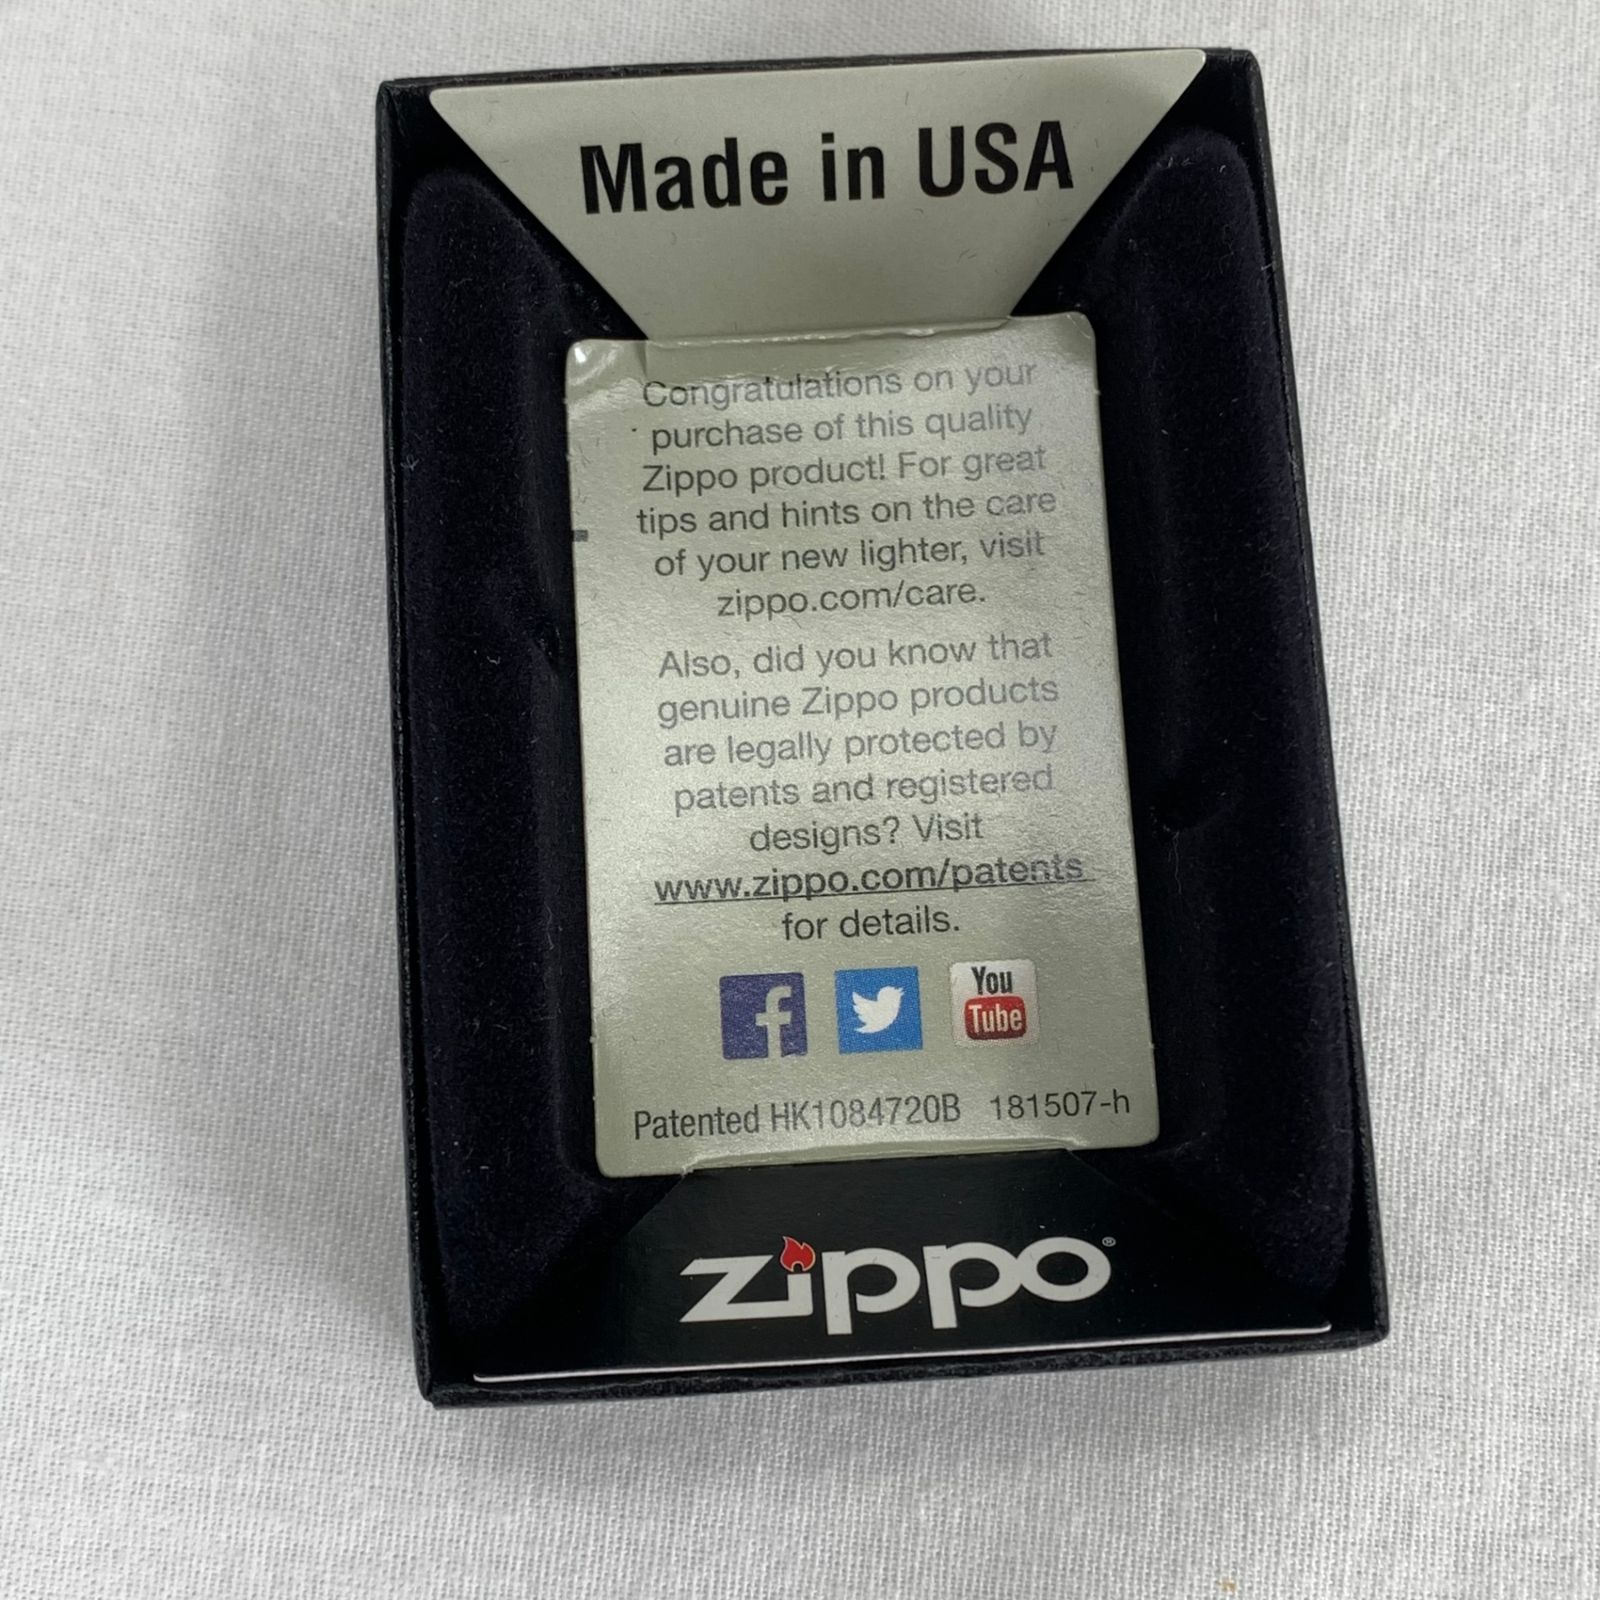 Made in USA
Congratulations on your
purchase of this quality
Zippo product! For great
tips and hints on the care
of your new lighter, visit
zippo.com/care.
Also, did you know that
genuine Zippo products
are legally protected by
patents and registered
designs? Visit
www.zippo.com/patents
for details.
f
You
Tube
Patented HK1084720B 181507-h
zippo®